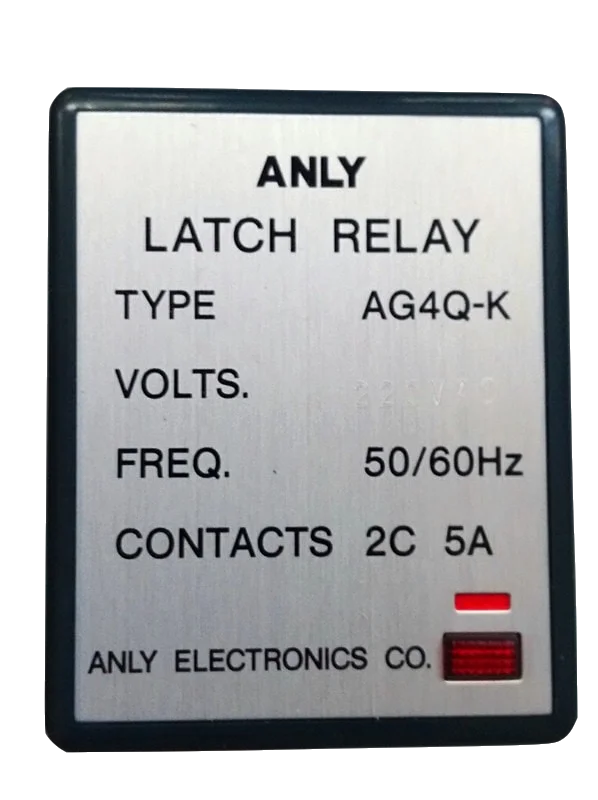 ANLY
LATCH RELAY
TYPE AG4Q-K
VOLTS.
FREQ. 50/60Hz
CONTACTS 2C 5A
ANLY ELECTRONICS CO.